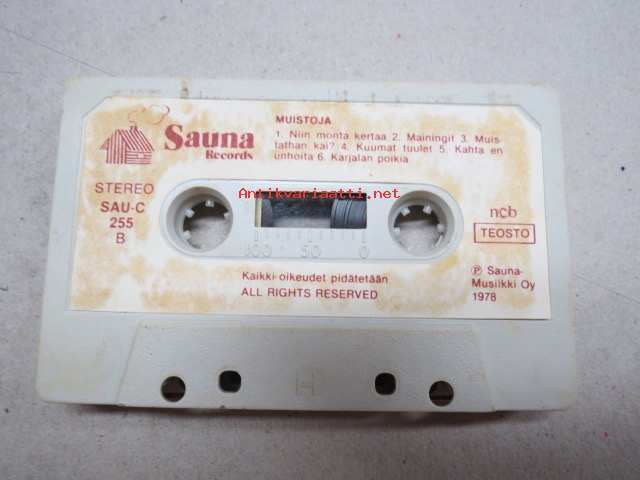 Sauna
Records
MUISTOJA
1. Niin monta kertaa 2. Mainingit 3. Muis-
tathan kai? 4. Kuumat tuulet 5. Kahta en
unhoita 6. Karjalan poikia
STEREO
SAU-C
255
B
Antikvariaatti.net
100 50 0
ncb
TEOSTO
Kaikki oikeudet pidätetään
ALL RIGHTS RESERVED
℗ Sauna-
Musiikki Oy
1978